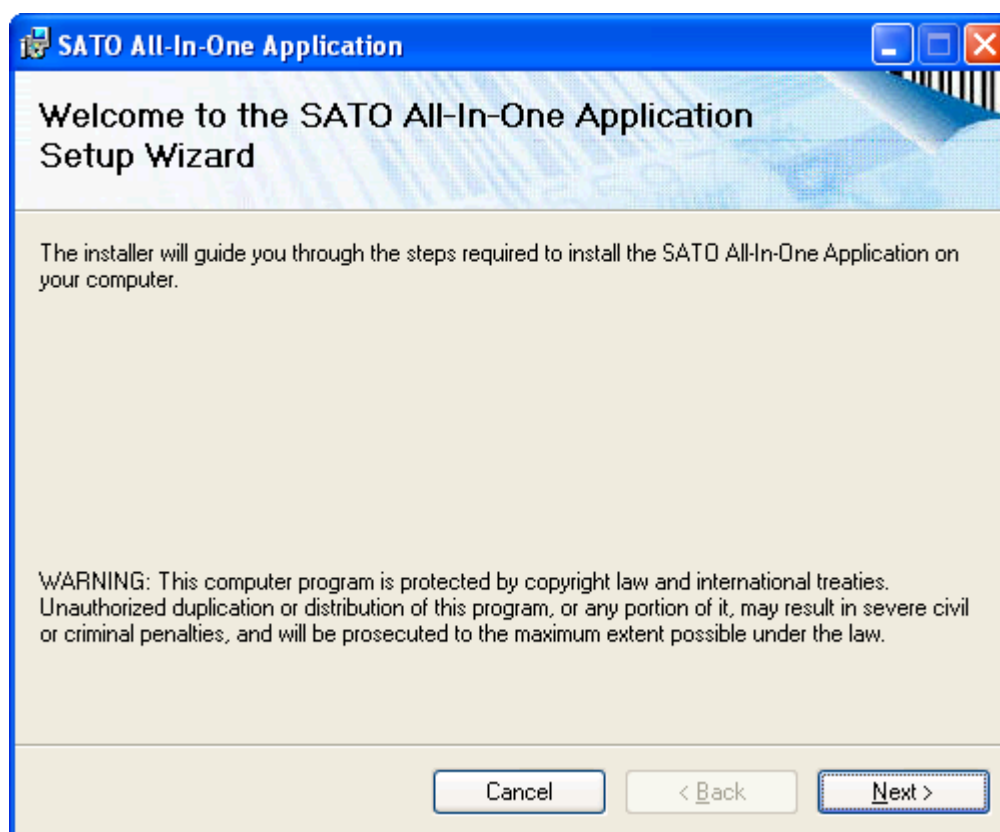 SATO All-In-One Application
Welcome to the SATO All-In-One Application
Setup Wizard
The installer will guide you through the steps required to install the SATO All-In-One Application on
your computer.
WARNING: This computer program is protected by copyright law and international treaties.
Unauthorized duplication or distribution of this program, or any portion of it, may result in severe civil
or criminal penalties, and will be prosecuted to the maximum extent possible under the law.
Cancel
< Back
Next >